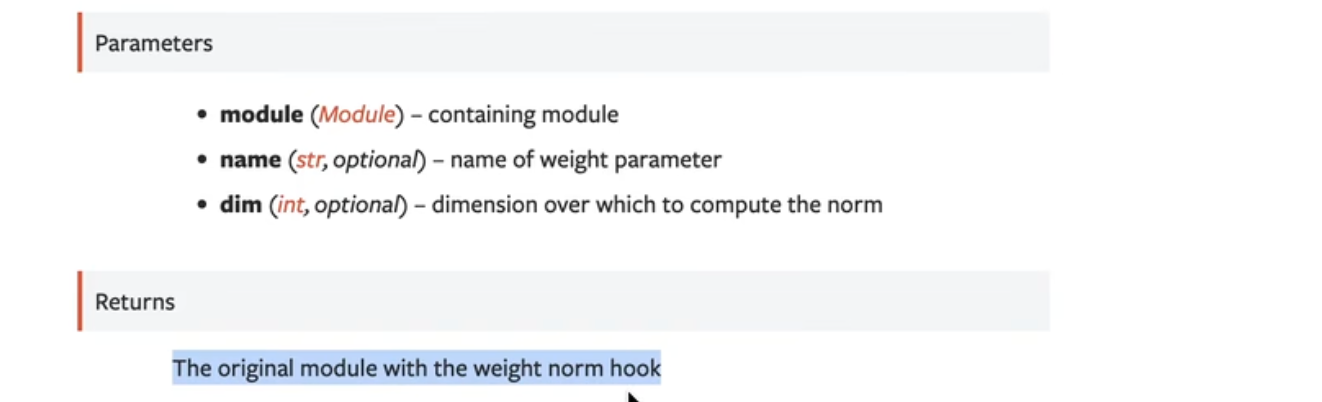 Parameters
• module (Module) – containing module
• name (str, optional) – name of weight parameter
• dim (int, optional) – dimension over which to compute the norm
Returns
The original module with the weight norm hook